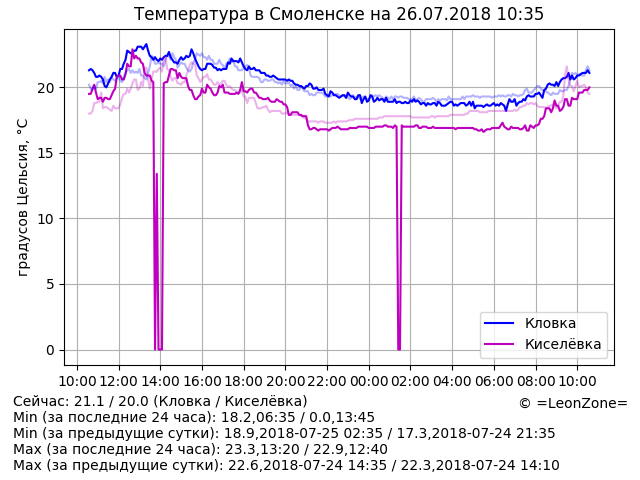 Температура в Смоленске на 26.07.2018 10:35
градусов Цельсия, °C
20
15
10
5
0
Кловка
Киселёвка
10:00 12:00 14:00 16:00 18:00 20:00 22:00 00:00 02:00 04:00 06:00 08:00 10:00
Сейчас: 21.1 / 20.0 (Кловка / Киселёвка)
© =LeonZone=
Min (за последние 24 часа): 18.2,06:35 / 0.0,13:45
Min (за предыдущие сутки): 18.9,2018-07-25 02:35 / 17.3,2018-07-24 21:35
Max (за последние 24 часа): 23.3,13:20 / 22.9,12:40
Max (за предыдущие сутки): 22.6,2018-07-24 14:35 / 22.3,2018-07-24 14:10